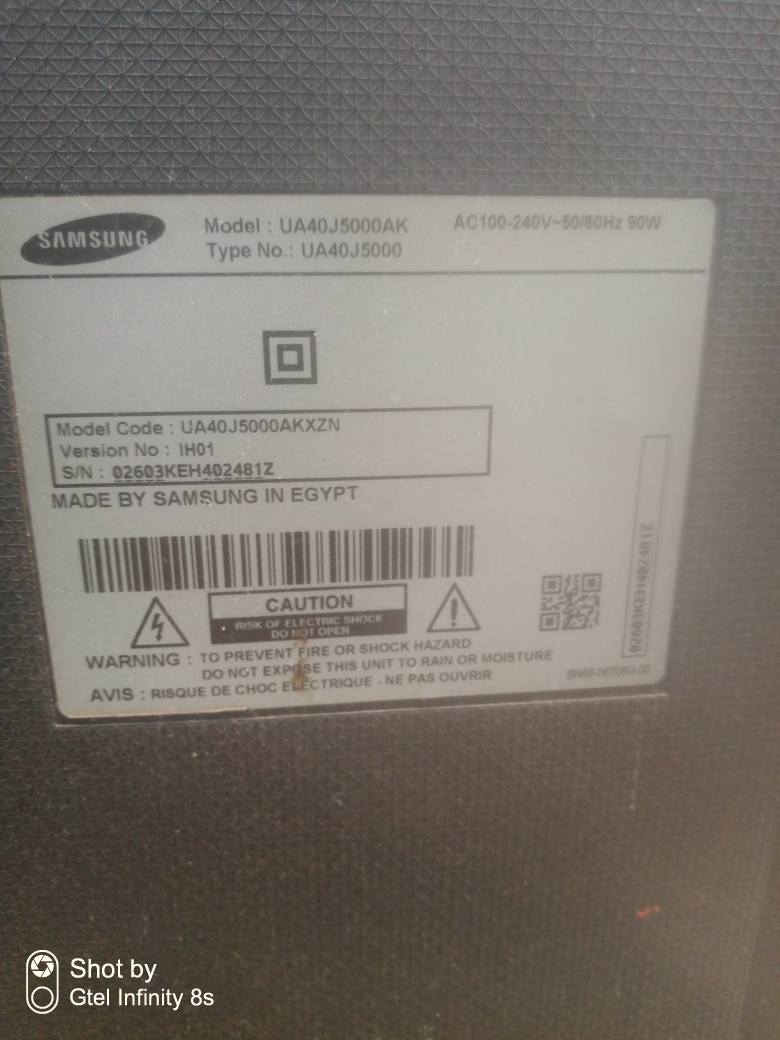 SAMSUNG
Model : UA40J5000AK
Type No.: UA40J5000
AC100-240V~50/60Hz 90W
Model Code : UA40J5000AKXZN
Version No : IH01
S/N : 02603KEH402481Z
MADE BY SAMSUNG IN EGYPT
CAUTION
RISK OF ELECTRIC SHOCK
DO NOT OPEN
WARNING : TO PREVENT FIRE OR SHOCK HAZARD
DO NOT EXPOSE THIS UNIT TO RAIN OR MOISTURE
AVIS : RISQUE DE CHOC ELECTRIQUE - NE PAS OUVRIR
02603KEH402481Z
BN68-06708G-00
Shot by
Gtel Infinity 8s